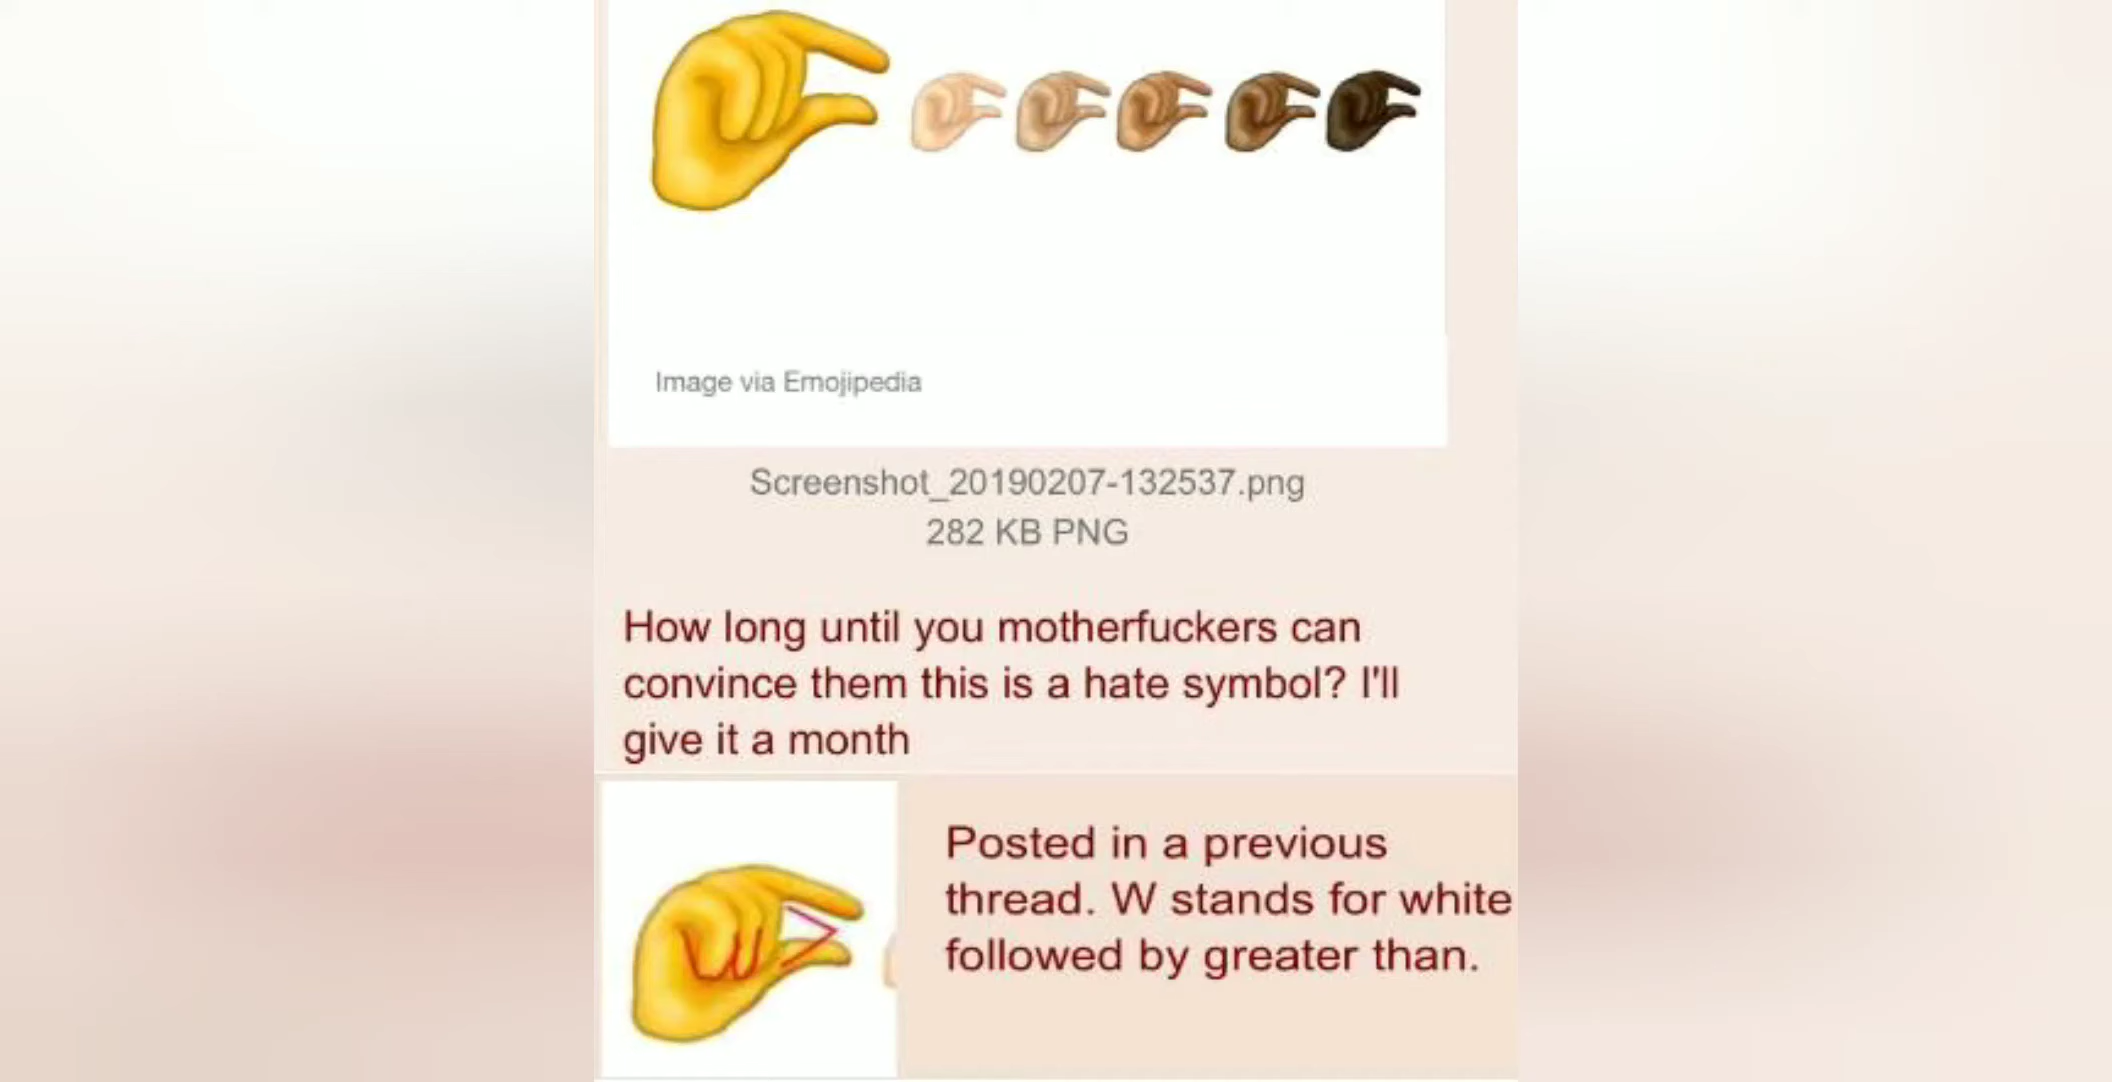 Image via Emojipedia
Screenshot_20190207-132537.png
282 KB PNG
How long until you motherfuckers can
convince them this is a hate symbol? I'll
give it a month
W >
Posted in a previous
thread. W stands for white
followed by greater than.